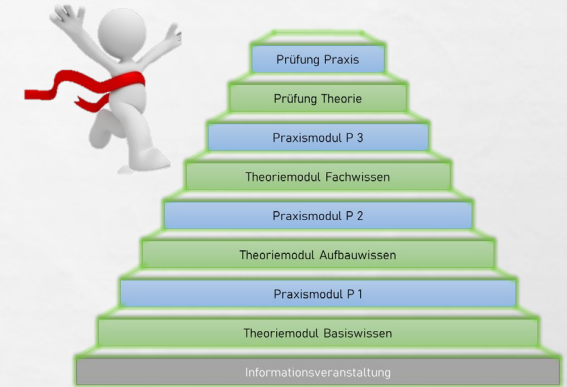 Prüfung Praxis
Prüfung Theorie
Praxismodul P 3
Theoriemodul Fachwissen
Praxismodul P 2
Theoriemodul Aufbauwissen
Praxismodul P 1
Theoriemodul Basiswissen
Informationsveranstaltung